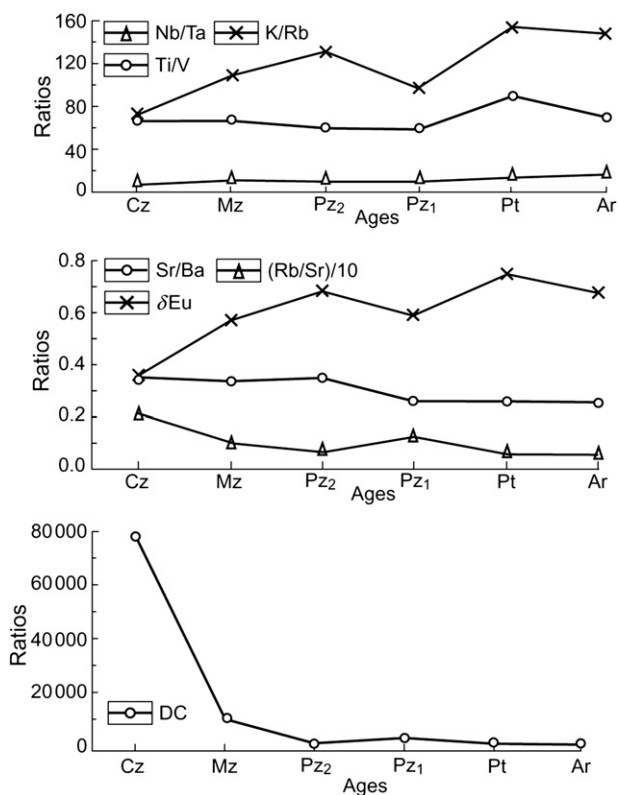 160
Nb/Ta K/Rb
120
Ti/V
80
40
0
Ratios
Cz Mz Pz2 Pz1 Pt Ar
Ages
0.8
Sr/Ba (Rb/Sr)/10
δEu
0.6
0.4
0.2
0.0
Ratios
Cz Mz Pz2 Pz1 Pt Ar
Ages
80000
60000
40000
20000
DC
0
Ratios
Cz Mz Pz2 Pz1 Pt Ar
Ages